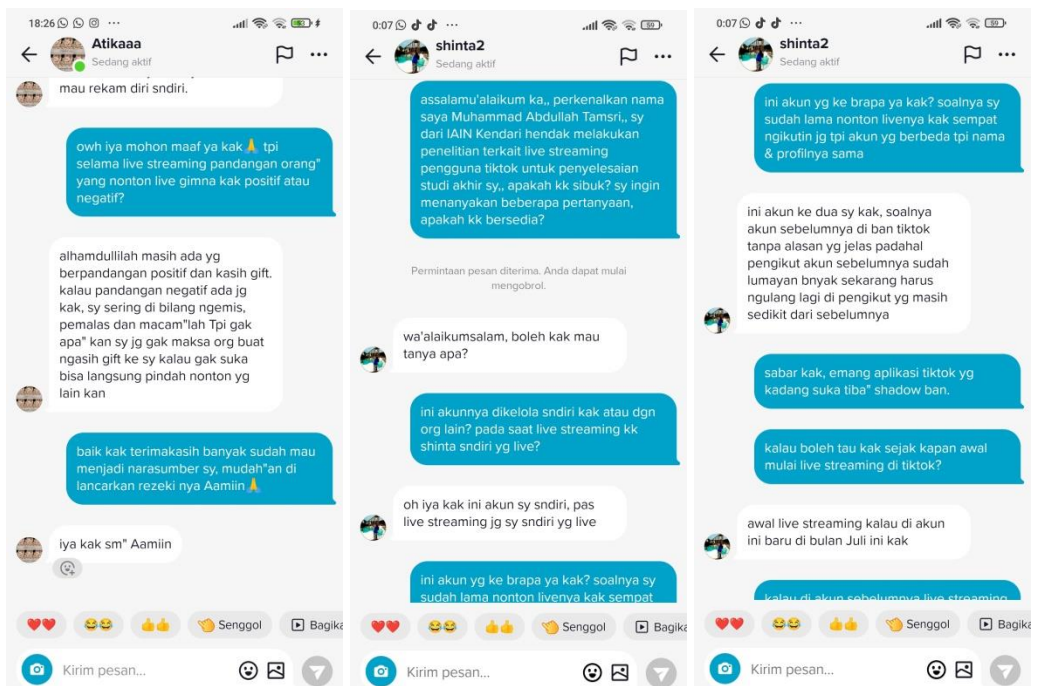 18:26
Atikaaa
Sedang aktif
mau rekam diri sndiri.
owh iya mohon maaf ya kak🙏 tpi
selama live streaming pandangan orang"
yang nonton live gimna kak positif atau
negatif?
alhamdullilah masih ada yg
berpandangan positif dan kasih gift.
kalau pandangan negatif ada jg
kak, sy sering di bilang ngemis,
pemalas dan macam"lah Tpi gak
apa" kan sy jg gak maksa org buat
ngasih gift ke sy kalau gak suka
bisa langsung pindah nonton yg
lain kan
baik kak terimakasih banyak sudah mau
menjadi narasumber sy, mudah"an di
lancarkan rezeki nya Aamiin🙏
iya kak sm" Aamiin
❤️❤️ 😂😂 👍👍 👋 Senggol Bagika
Kirim pesan...
0:07
59
shinta2
Sedang aktif
assalamu'alaikum ka,, perkenalkan nama
saya Muhammad Abdullah Tamsri,, sy
dari IAIN Kendari hendak melakukan
penelitian terkait live streaming
pengguna tiktok untuk penyelesaian
studi akhir sy,, apakah kk sibuk? sy ingin
menanyakan beberapa pertanyaan,
apakah kk bersedia?
Permintaan pesan diterima. Anda dapat mulai
mengobrol.
wa'alaikumsalam, boleh kak mau
tanya apa?
ini akunnya dikelola sndiri kak atau dgn
org lain? pada saat live streaming kk
shinta sndiri yg live?
oh iya kak ini akun sy sndiri, pas
live streaming jg sy sndiri yg live
ini akun yg ke brapa ya kak? soalnya sy
sudah lama nonton livenya kak sempat
❤️❤️ 😂😂 👍👍 👋 Senggol Bagika
Kirim pesan...
0:07
59
shinta2
Sedang aktif
ini akun yg ke brapa ya kak? soalnya sy
sudah lama nonton livenya kak sempat
ngikutin jg tpi akun yg berbeda tpi nama
& profilnya sama
ini akun ke dua sy kak, soalnya
akun sebelumnya di ban tiktok
tanpa alasan yg jelas padahal
pengikut akun sebelumnya sudah
lumayan bnyak sekarang harus
ngulang lagi di pengikut yg masih
sedikit dari sebelumnya
sabar kak, emang aplikasi tiktok yg
kadang suka tiba" shadow ban.
kalau boleh tau kak sejak kapan awal
mulai live streaming di tiktok?
awal live streaming kalau di akun
ini baru di bulan Juli ini kak
kalau di akun sebelumnya live streaming
❤️❤️ 😂😂 👍👍 👋 Senggol Bagika
Kirim pesan...